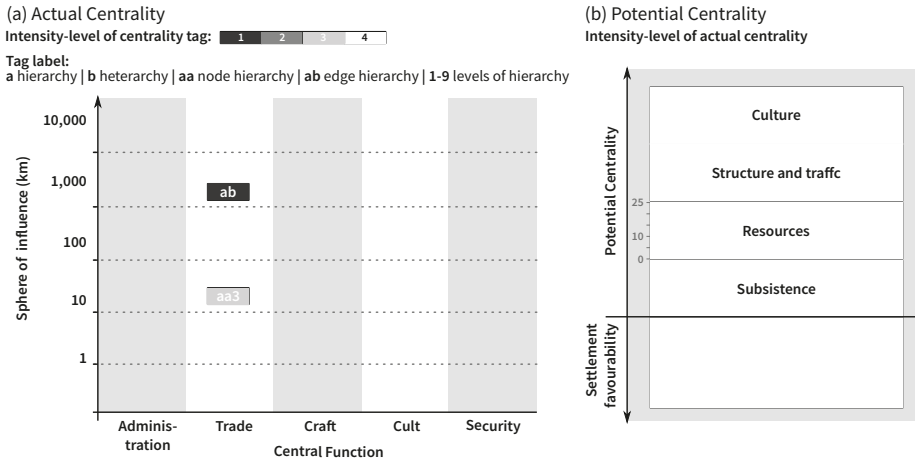 (a) Actual Centrality
Intensity-level of centrality tag: 1 2 3 4
Tag label:
a hierarchy | b heterarchy | aa node hierarchy | ab edge hierarchy | 1-9 levels of hierarchy
Sphere of influence (km)
10,000
1,000
100
10
1
ab
aa3
Adminis-
tration
Trade
Craft
Cult
Security
Central Function
(b) Potential Centrality
Intensity-level of actual centrality
Potential Centrality
Culture
Structure and traffc
25
10
0
Resources
Subsistence
Settlement
favourability